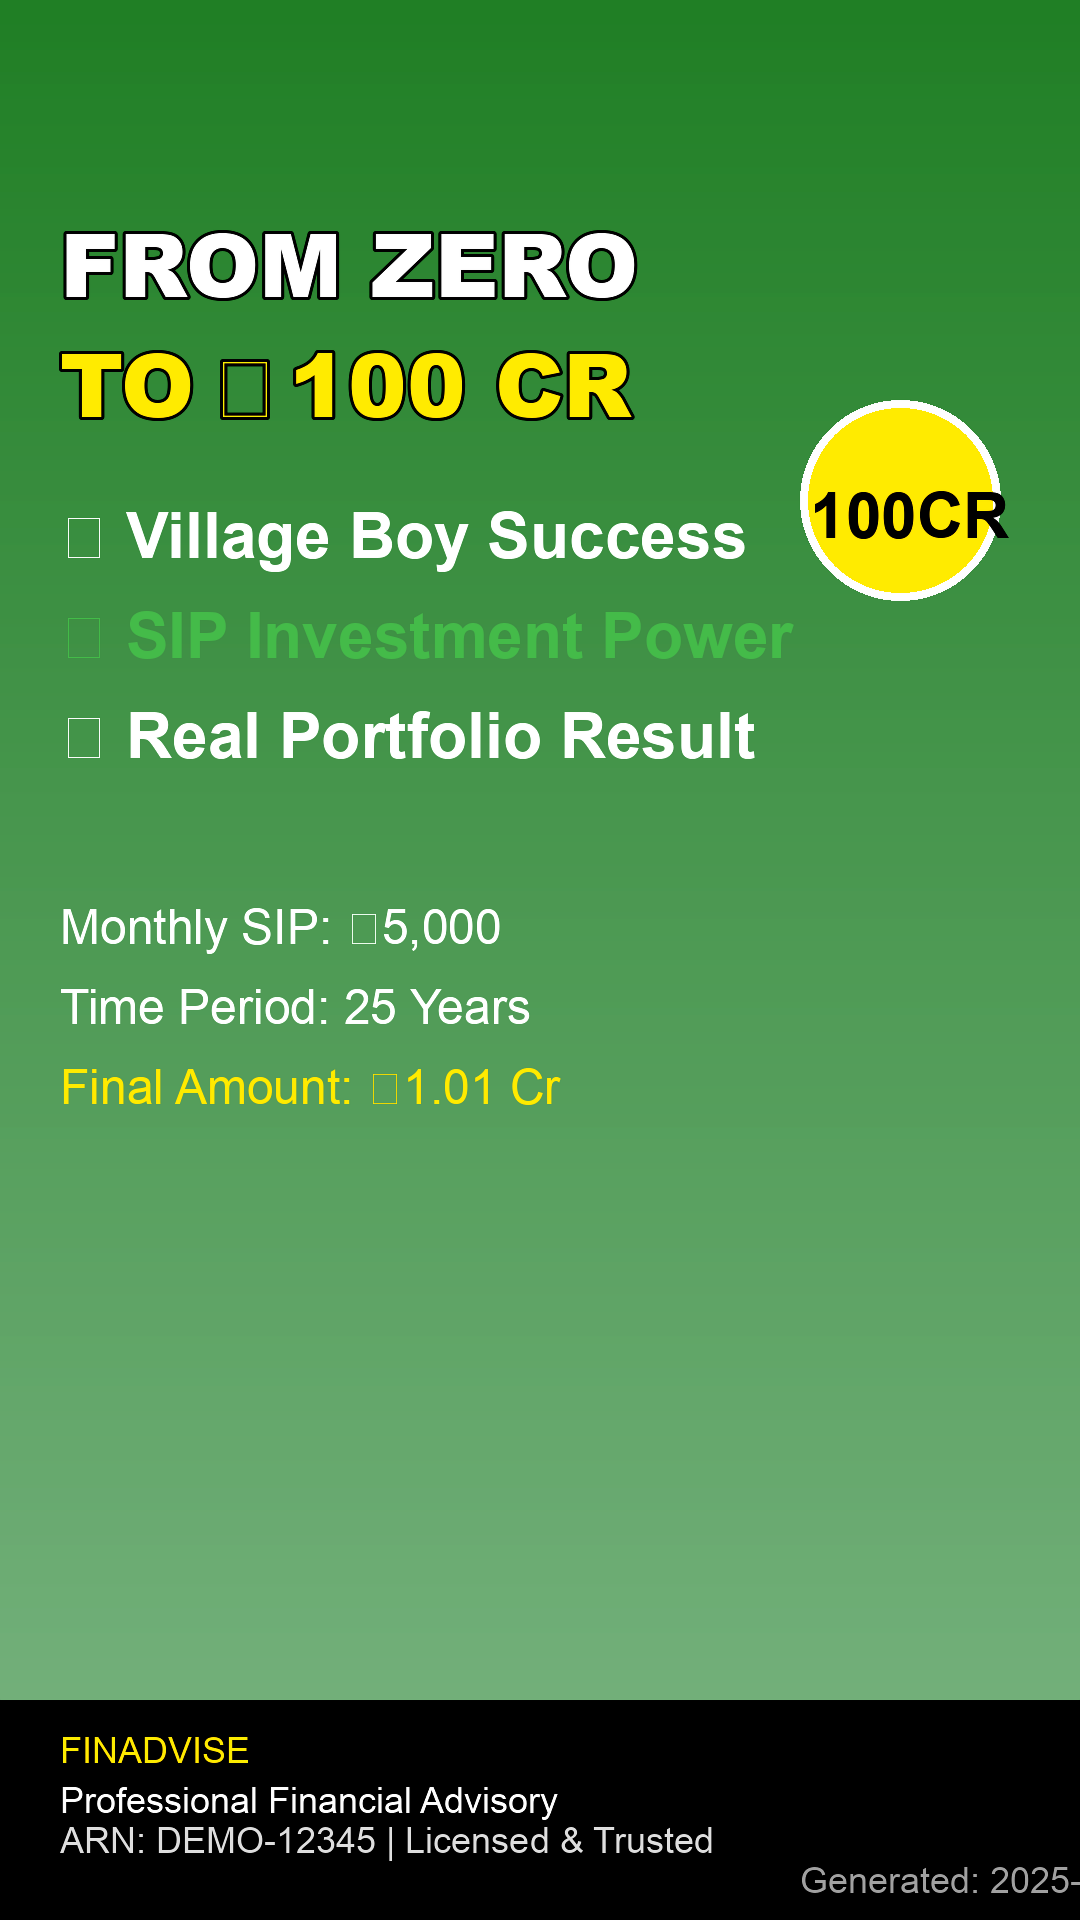 FROM ZERO
TO □100 CR
100CR
□ Village Boy Success
□ SIP Investment Power
□ Real Portfolio Result
Monthly SIP: □5,000
Time Period: 25 Years
Final Amount: □1.01 Cr
FINADVISE
Professional Financial Advisory
ARN: DEMO-12345 | Licensed & Trusted
Generated: 2025-